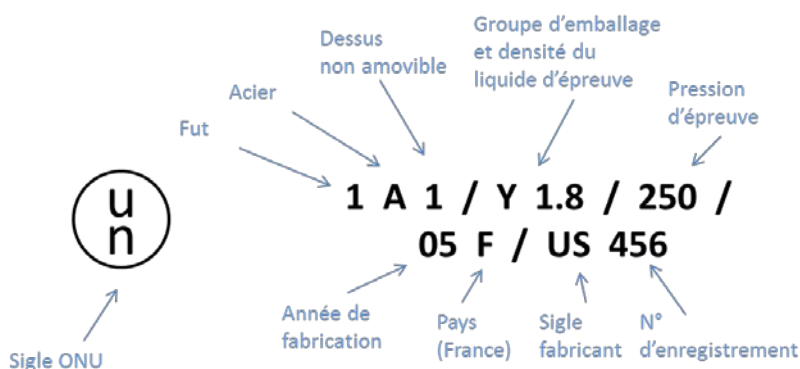 Dessus
non amovible
Groupe d'emballage
et densité du
liquide d'épreuve
Pression
d'épreuve
Acier
Fut
u
n
1 A 1 / Y 1.8 / 250 /
05 F / US 456
Année de
fabrication
Pays
(France)
Sigle
fabricant
N°
d'enregistrement
Sigle ONU